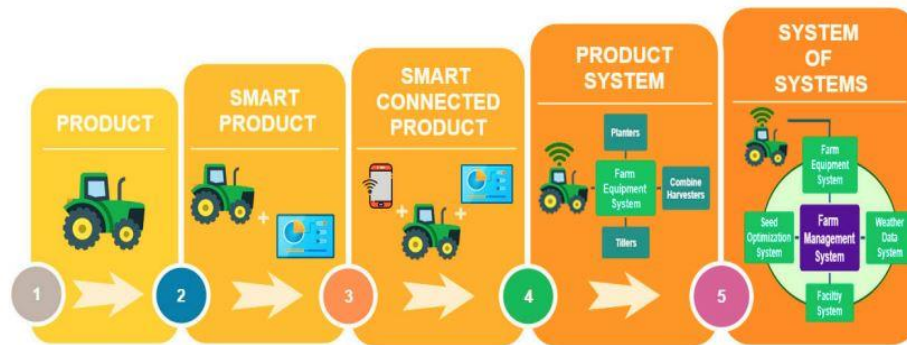 PRODUCT
SMART
PRODUCT
SMART
CONNECTED
PRODUCT
PRODUCT
SYSTEM
Planters
Farm
Equipment
System
Combine
Harvesters
Tillers
SYSTEM
OF
SYSTEMS
Farm
Equipment
System
Seed
Optimization
System
Farm
Management
System
Weather
Data
System
Faciltiy
System
1
2
3
4
5